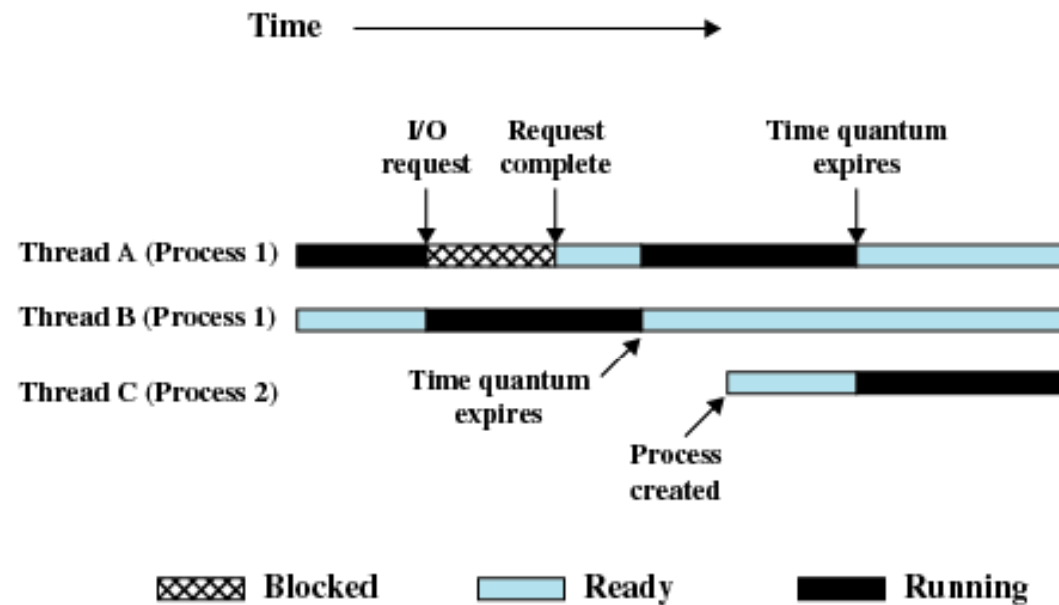 Time
I/O
request
Request
complete
Time quantum
expires
Thread A (Process 1)
Thread B (Process 1)
Time quantum
expires
Thread C (Process 2)
Process
created
Blocked
Ready
Running